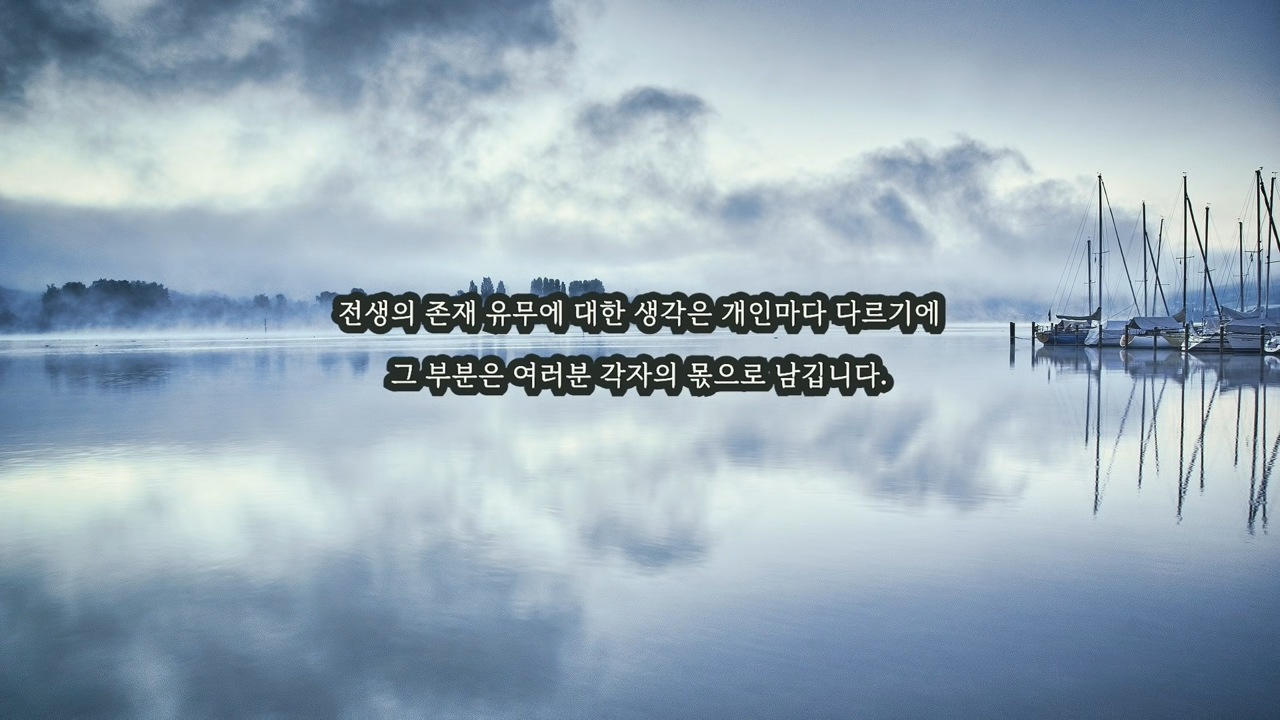 전생의 존재 유무에 대한 생각은 개인마다 다르기에
그 부분은 여러분 각자의 몫으로 남깁니다.